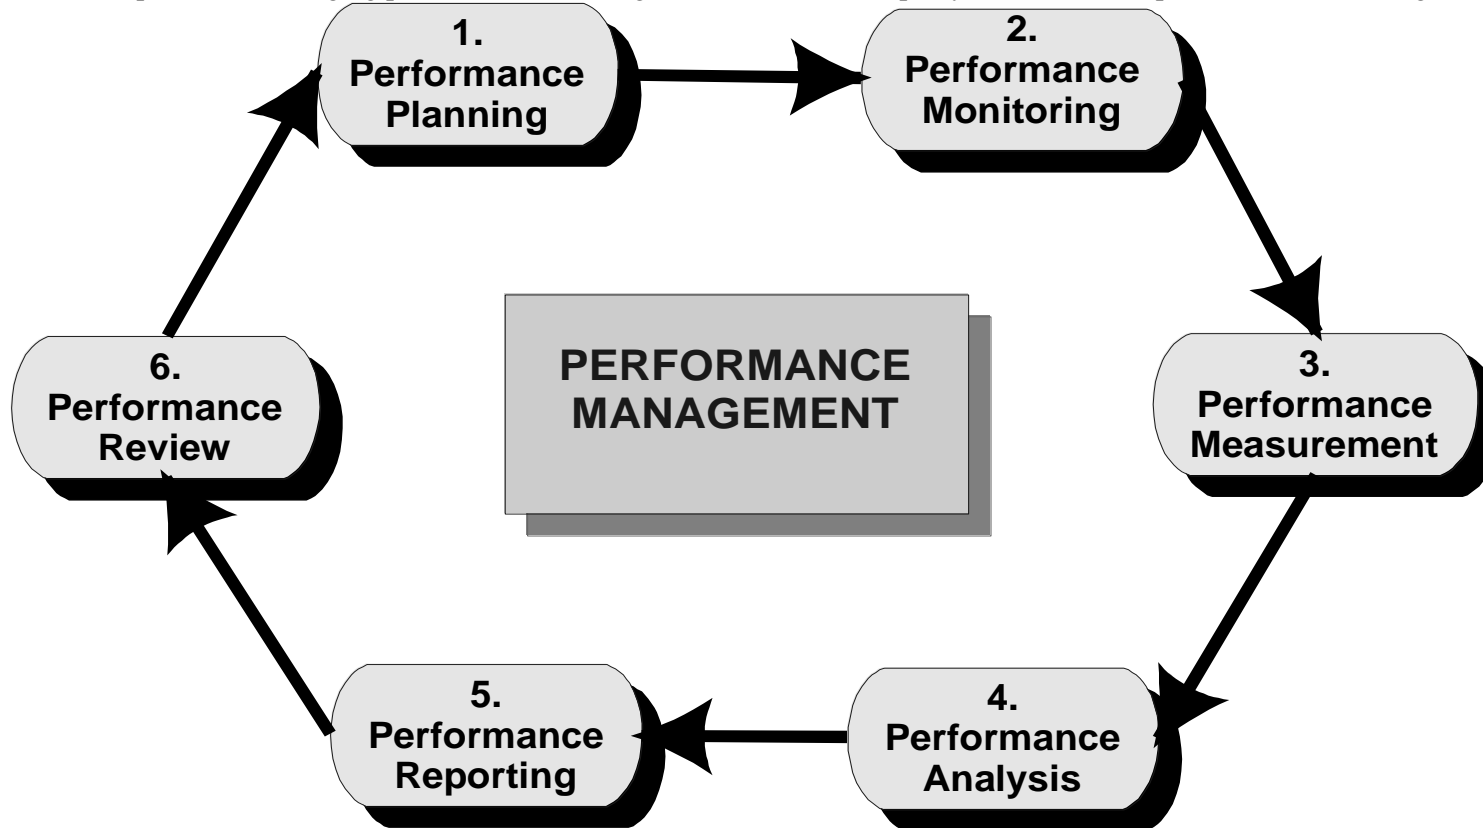 1.
Performance
Planning
2.
Performance
Monitoring
PERFORMANCE
MANAGEMENT
3.
Performance
Measurement
4.
Performance
Analysis
5.
Performance
Reporting
6.
Performance
Review